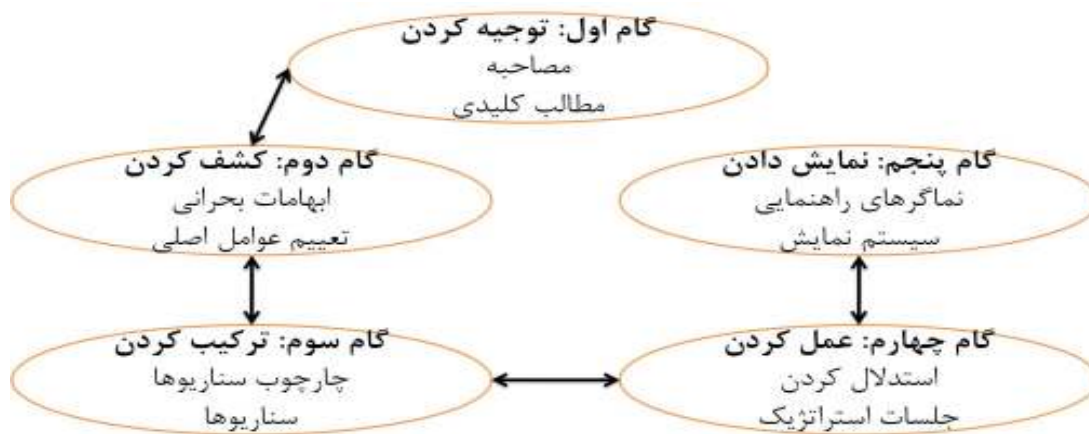 گام اول: توجیه کردن
مصاحبه
مطالب کلیدی
گام دوم: کشف کردن
ابهامات بحرانی
تعییم عوامل اصلی
گام سوم: ترکیب کردن
چارچوب سناریوها
سناریوها
گام چهارم: عمل کردن
استدلال کردن
جلسات استراتژیک
گام پنجم: نمایش دادن
نماگرهای راهنمایی
سیستم نمایش